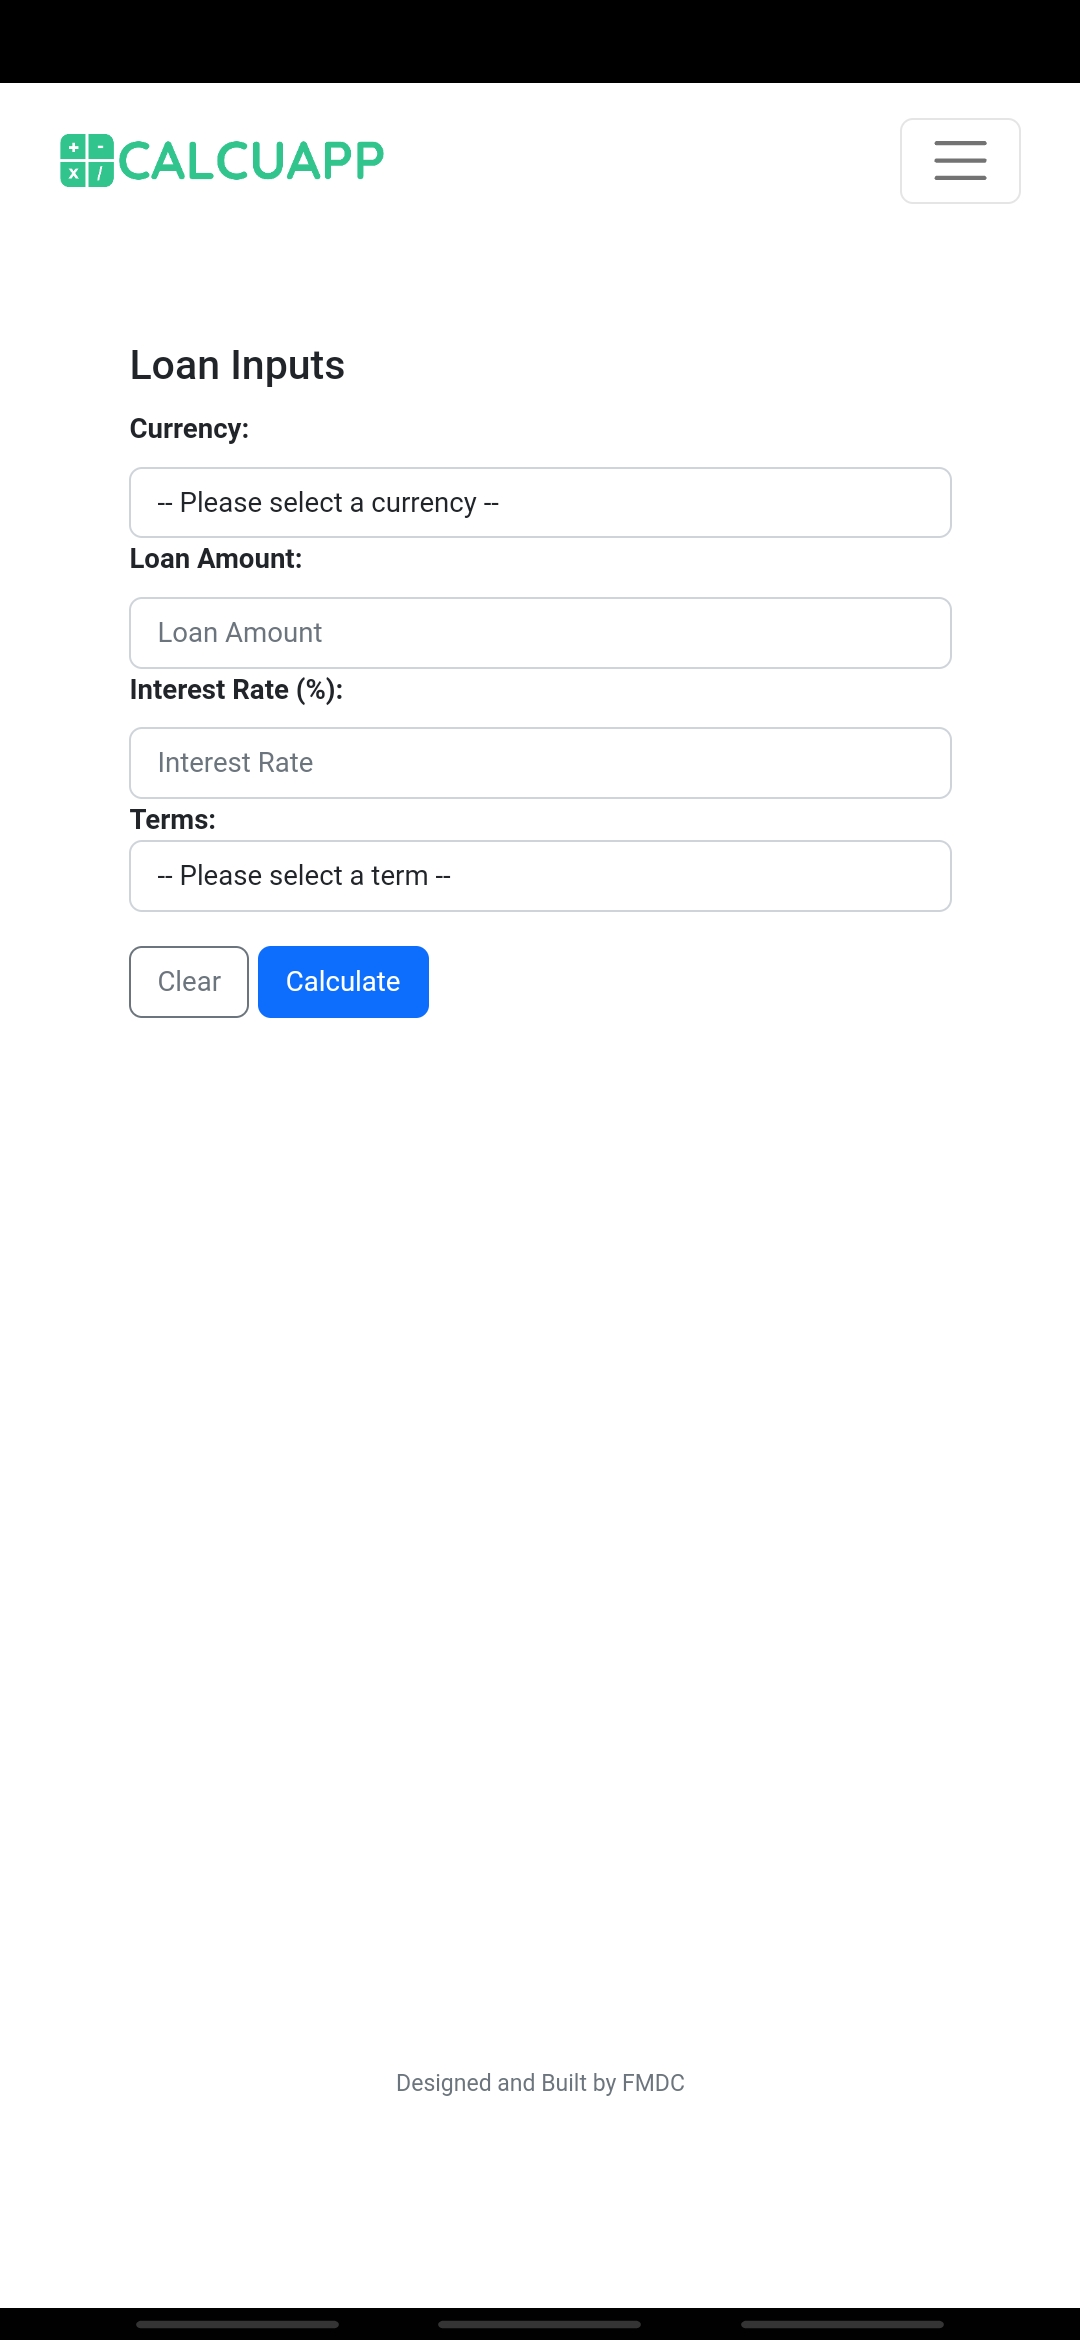 CALCUAPP
Loan Inputs
Currency:
-- Please select a currency --
Loan Amount:
Loan Amount
Interest Rate (%):
Interest Rate
Terms:
-- Please select a term --
Clear Calculate
Designed and Built by FMDC